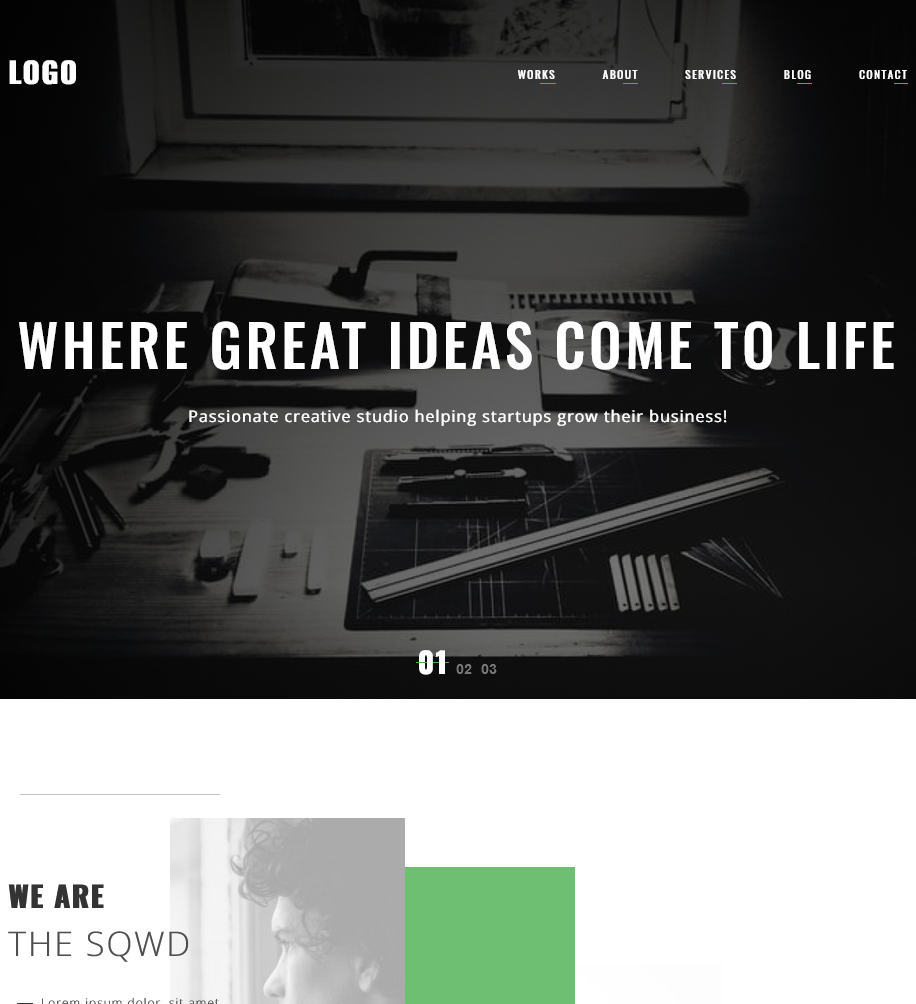 LOGO
WORKS ABOUT SERVICES BLOG CONTACT
WHERE GREAT IDEAS COME TO LIFE
Passionate creative studio helping startups grow their business!
01 02 03
WE ARE
THE SQWD
Lorem ipsum dolor, sit amet